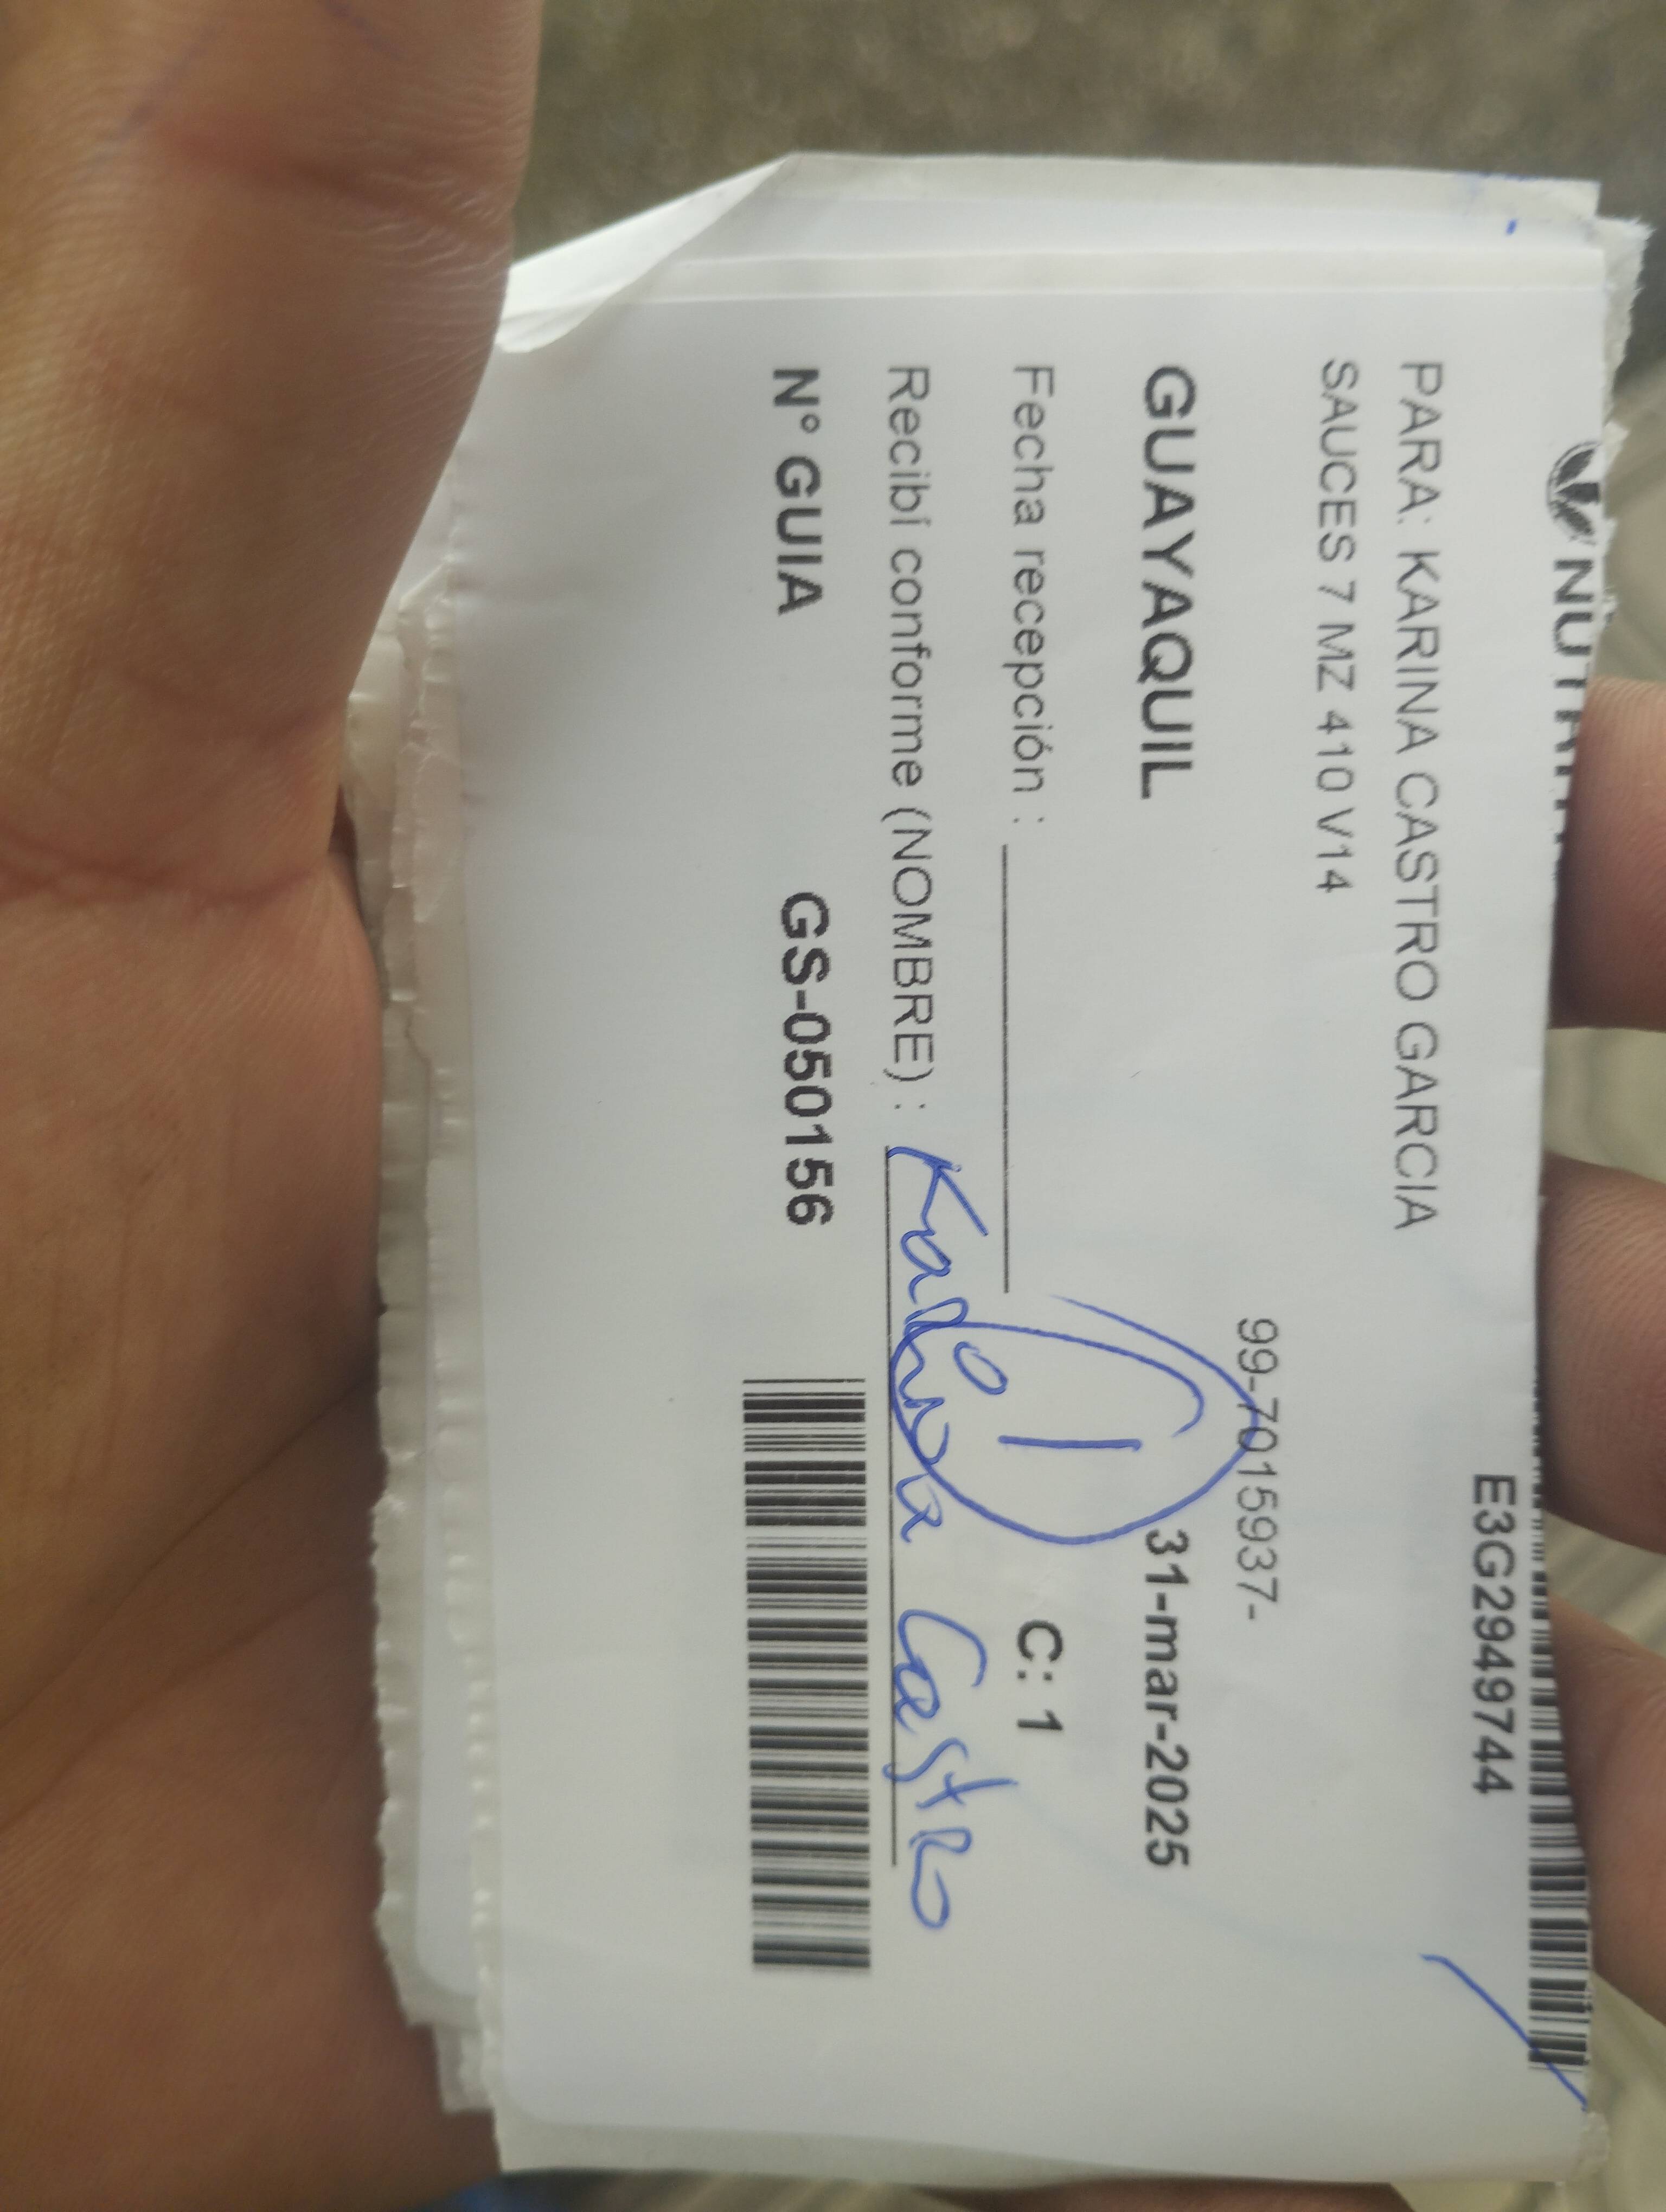 E3G2949744
PARA: KARINA CASTRO GARCIA
SAUCES 7 MZ 410 V14
99-7015937-
GUAYAQUIL 31-mar-2025
Fecha recepción : C: 1
1
Recibí conforme (NOMBRE) : Karina Castro
N° GUIA GS-050156